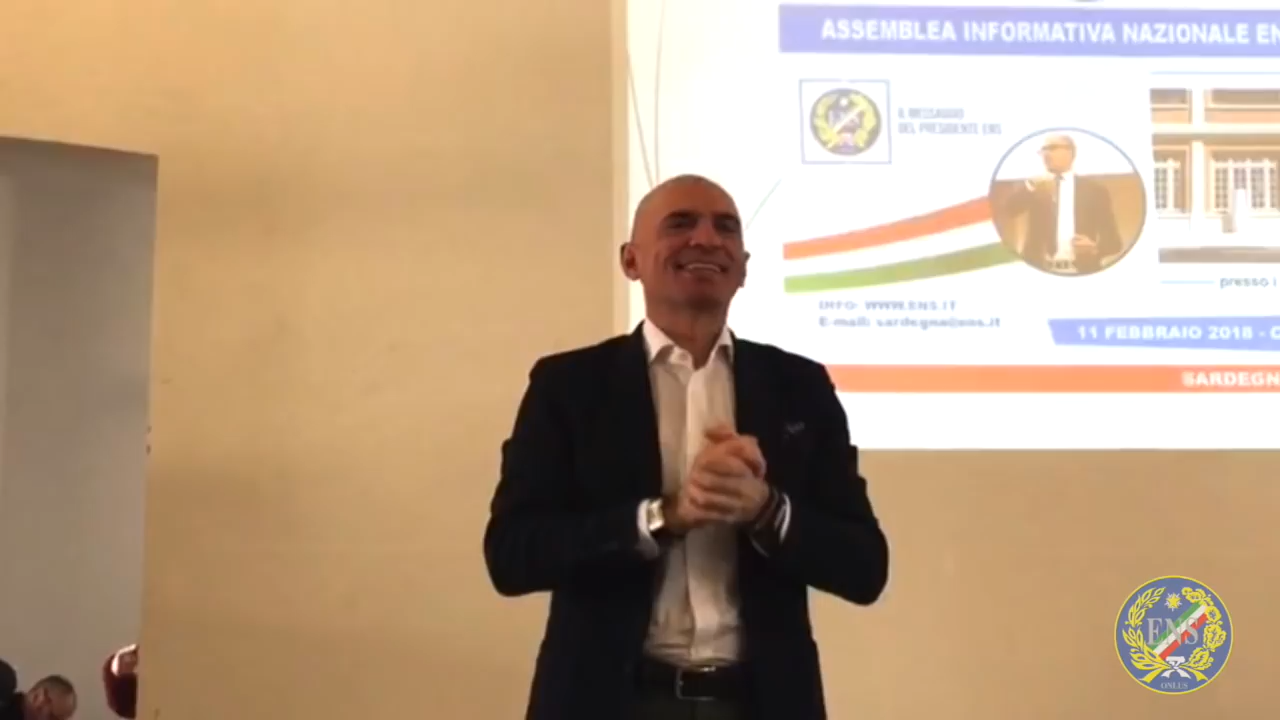 ASSEMBLEA INFORMATIVA NAZIONALE EN
ENS
IL MESSAGGIO
DEL PRESIDENTE ENS
presso i
INFO: WWW.ENS.IT
E-mail: sardegna@ens.it
11 FEBBRAIO 2018 - C
SARDEGN
ENS
ONLUS